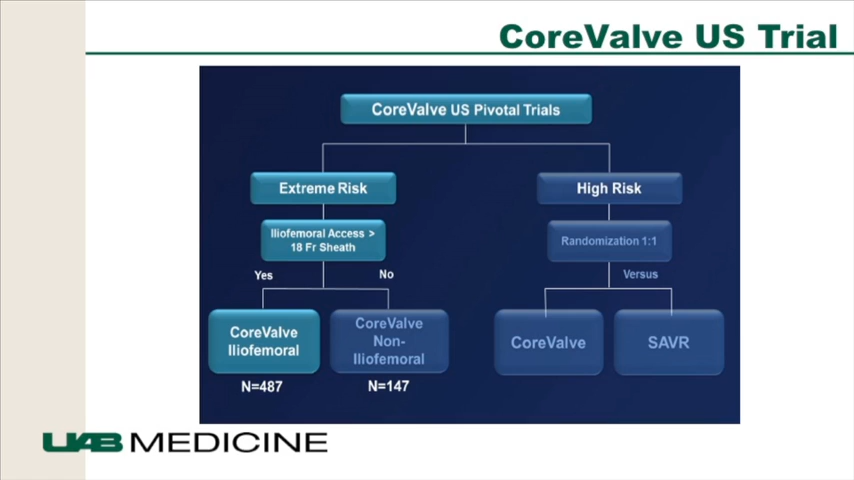 CoreValve US Trial
CoreValve US Pivotal Trials
Extreme Risk
High Risk
Iliofemoral Access >
18 Fr Sheath
Randomization 1:1
Yes
No
Versus
CoreValve
Iliofemoral
CoreValve
Non-
Iliofemoral
CoreValve
SAVR
N=487
N=147
UAB MEDICINE